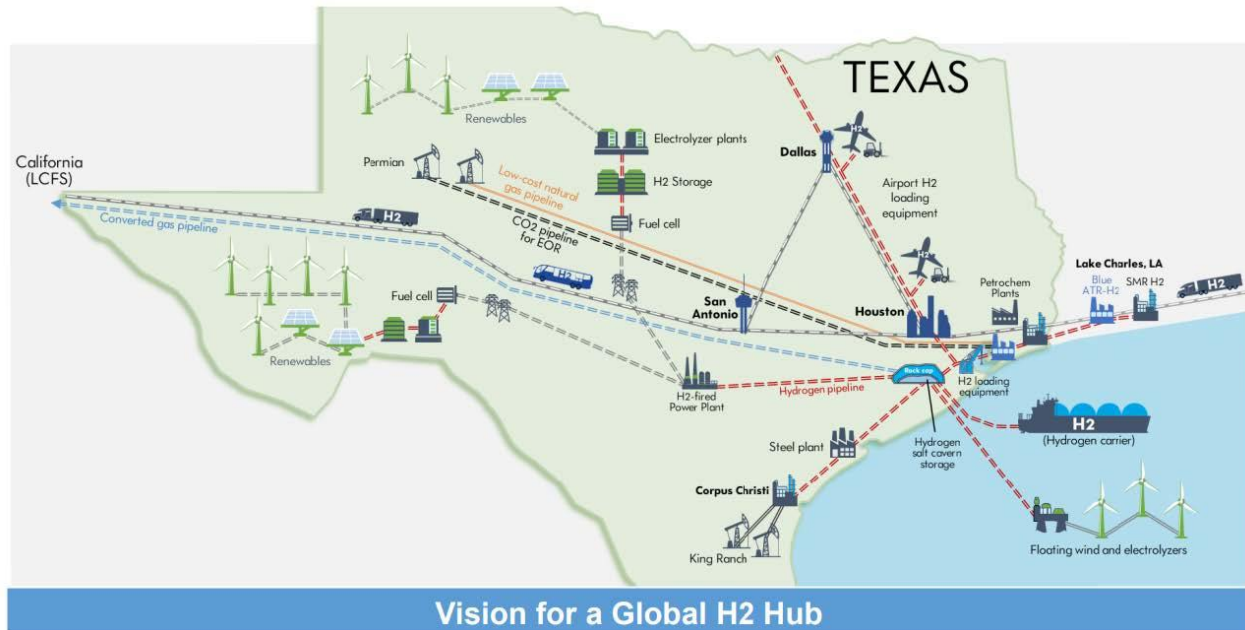 TEXAS
H2
Renewables
Electrolyzer plants
Dallas
California
(LCFS)
Permian
Low-cost natural
gas pipeline
H2 Storage
Airport H2
loading
equipment
H2
Converted gas pipeline
CO2 pipeline
for EOR
Fuel cell
H2
H2
Lake Charles, LA
Blue
ATR-H2
SMR H2
H2
Fuel cell
San
Antonio
Houston
Petrochem
Plants
Renewables
Rock cap
H2-fired
Power Plant
Hydrogen pipeline
H2 loading
equipment
H2
(Hydrogen carrier)
Steel plant
Hydrogen
salt cavern
storage
Corpus Christi
King Ranch
Floating wind and electrolyzers
Vision for a Global H2 Hub